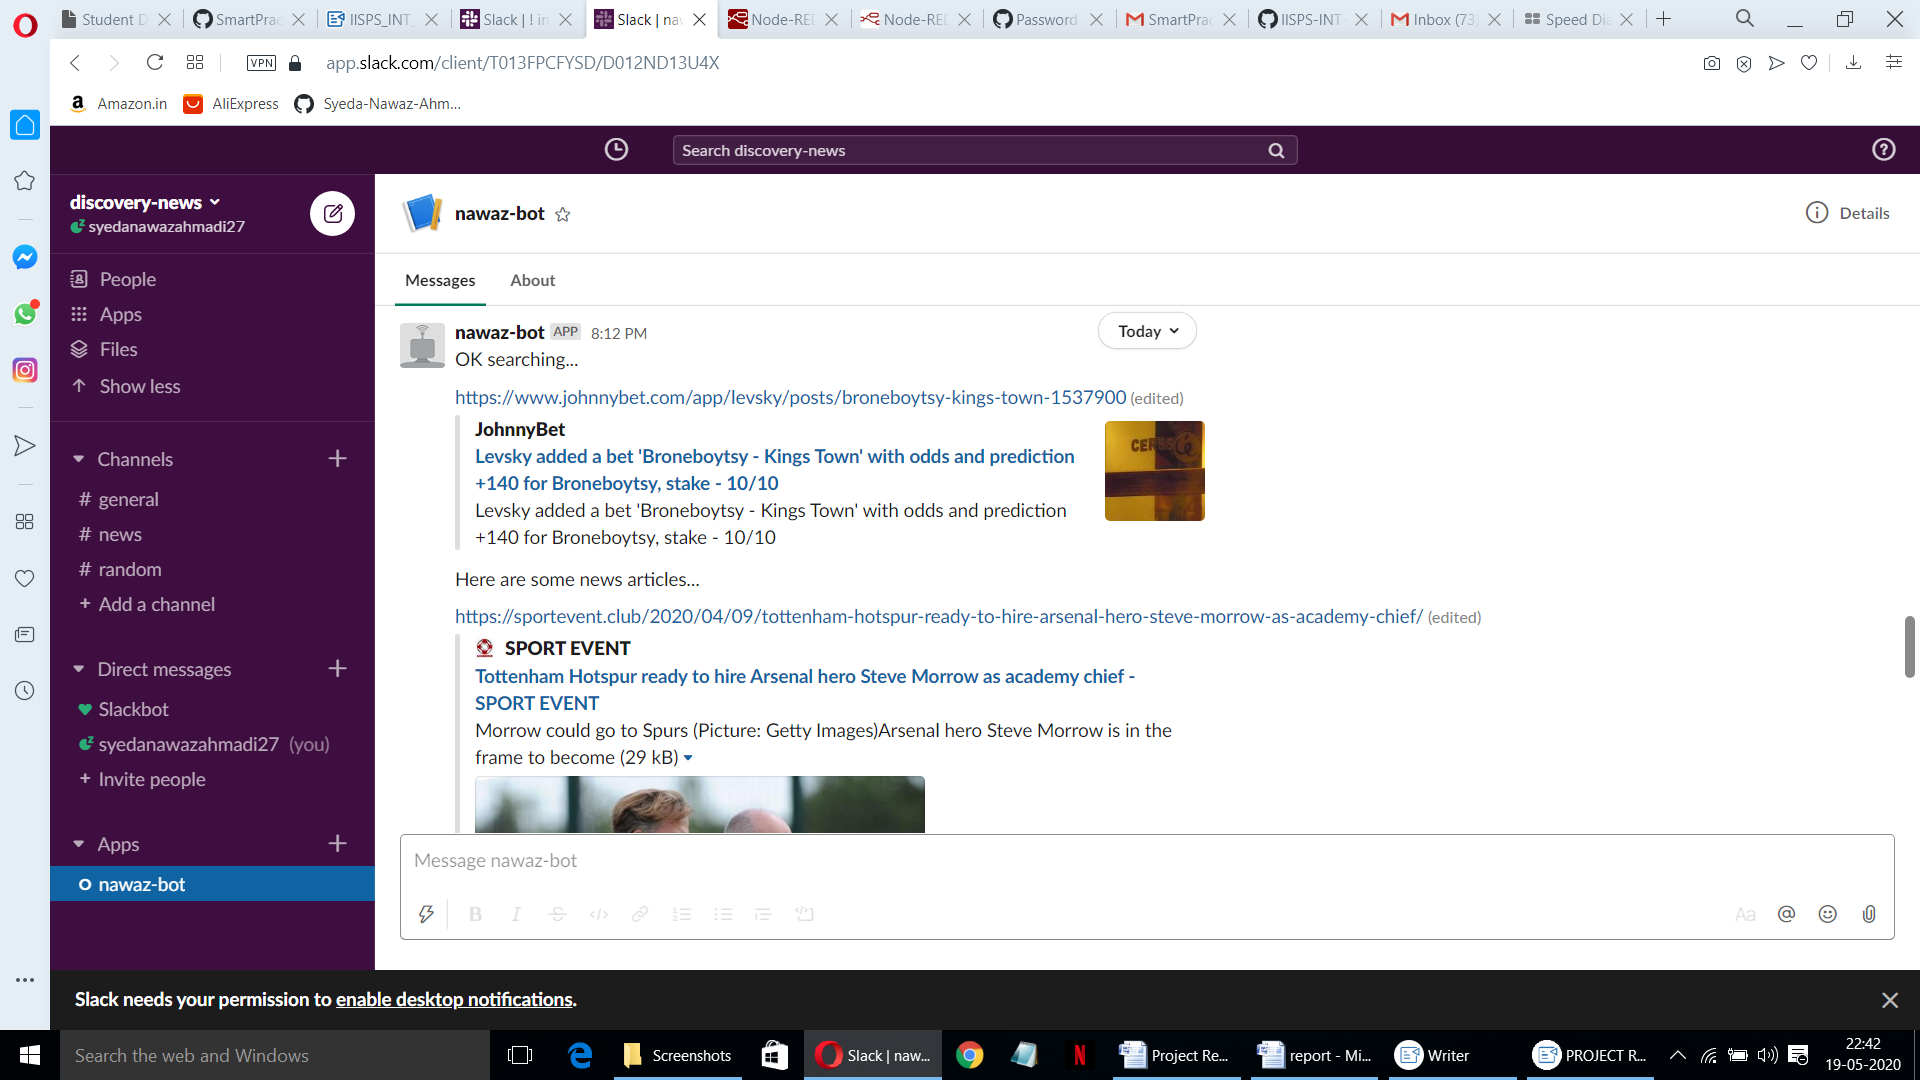 Student D
SmartPrac
IISPS_INT_
Slack | ! in
Slack | nav
Node-RED
Node-RED
Password
SmartPrac
IISPS-INT-
Inbox (73)
Speed Dia
VPN
app.slack.com/client/T013FPCFYSD/D012ND13U4X
Amazon.in
AliExpress
Syeda-Nawaz-Ahm...
Search discovery-news
discovery-news
syedanawazahmadi27
People
Apps
Files
Show less
Channels
# general
# news
# random
+ Add a channel
Direct messages
Slackbot
syedanawazahmadi27 (you)
+ Invite people
Apps
nawaz-bot
nawaz-bot
Details
Messages
About
Today
nawaz-bot APP 8:12 PM
OK searching...
https://www.johnnybet.com/app/levsky/posts/broneboytsy-kings-town-1537900 (edited)
JohnnyBet
Levsky added a bet 'Broneboytsy - Kings Town' with odds and prediction
+140 for Broneboytsy, stake - 10/10
Levsky added a bet 'Broneboytsy - Kings Town' with odds and prediction
+140 for Broneboytsy, stake - 10/10
Here are some news articles...
https://sportevent.club/2020/04/09/tottenham-hotspur-ready-to-hire-arsenal-hero-steve-morrow-as-academy-chief/ (edited)
SPORT EVENT
Tottenham Hotspur ready to hire Arsenal hero Steve Morrow as academy chief -
SPORT EVENT
Morrow could go to Spurs (Picture: Getty Images)Arsenal hero Steve Morrow is in the
frame to become (29 kB)
Message nawaz-bot
B I S </> Aa @
Slack needs your permission to enable desktop notifications.
Search the web and Windows
Screenshots
Slack | naw...
Project Re...
report - Mi...
Writer
PROJECT R...
22:42
19-05-2020